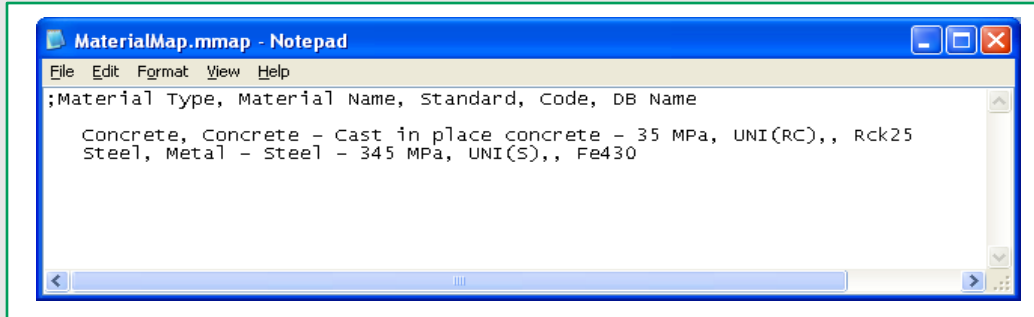 MaterialMap.mmap - Notepad
File Edit Format View Help
;Material Type, Material Name, Standard, Code, DB Name
Concrete, Concrete – Cast in place concrete – 35 MPa, UNI(RC),, Rck25
Steel, Metal – Steel – 345 MPa, UNI(S),, Fe430